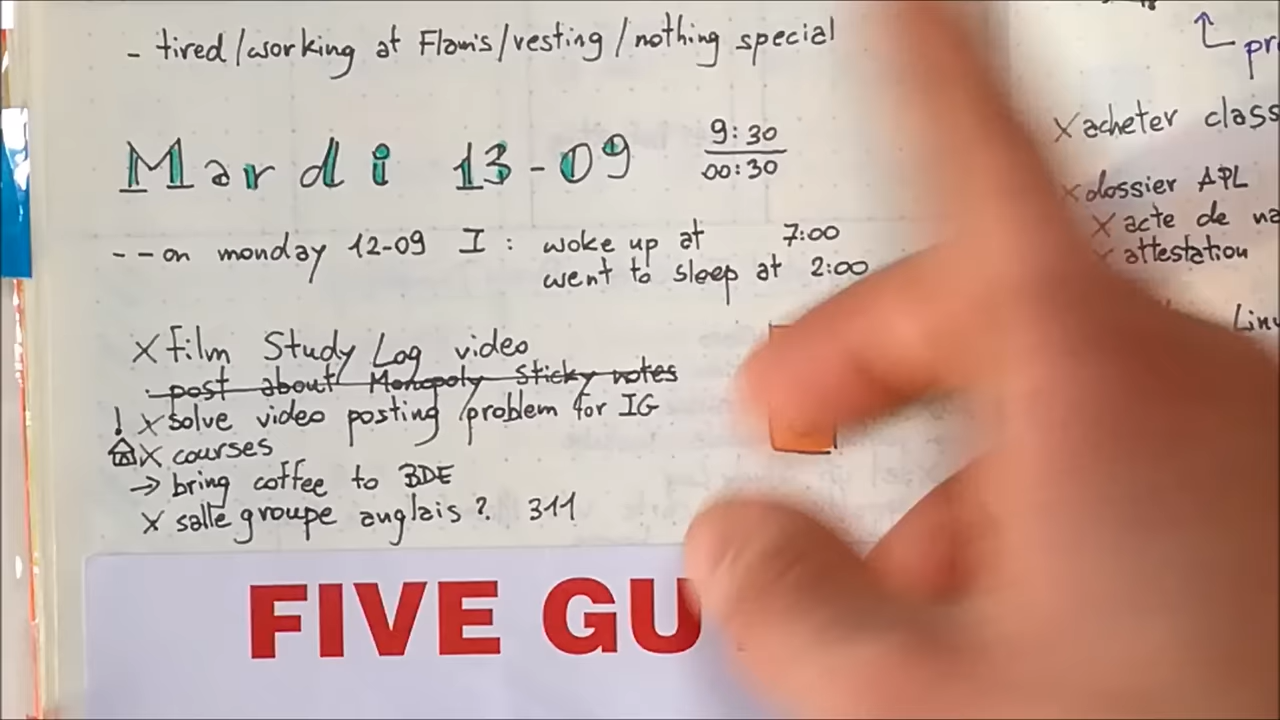 - tired/working at Flam's/resting/nothing special
Mardi 13-09
9:30
00:30
--on monday 12-09 I : woke up at 7:00
went to sleep at 2:00
X film Study Log video
. post about Monopoly Sticky notes
! X solve video posting problem for IG
X courses
→ bring coffee to BDE
X salle groupe anglais ? 311
FIVE GU
X acheter class
X dossier APL
X acte de na
X attestation